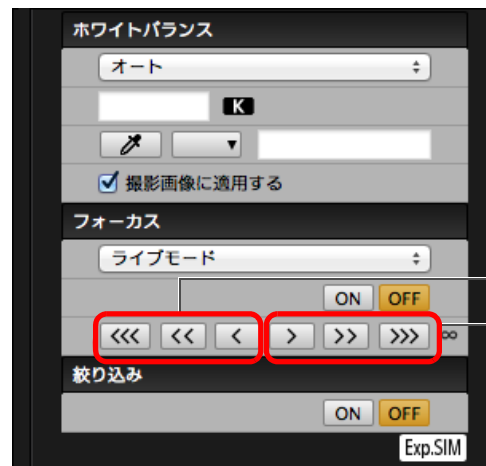 ホワイトバランス
オート
K
撮影画像に適用する
フォーカス
ライブモード
ON OFF
<<< << < > >> >>> ∞
絞り込み
ON OFF
Exp.SIM